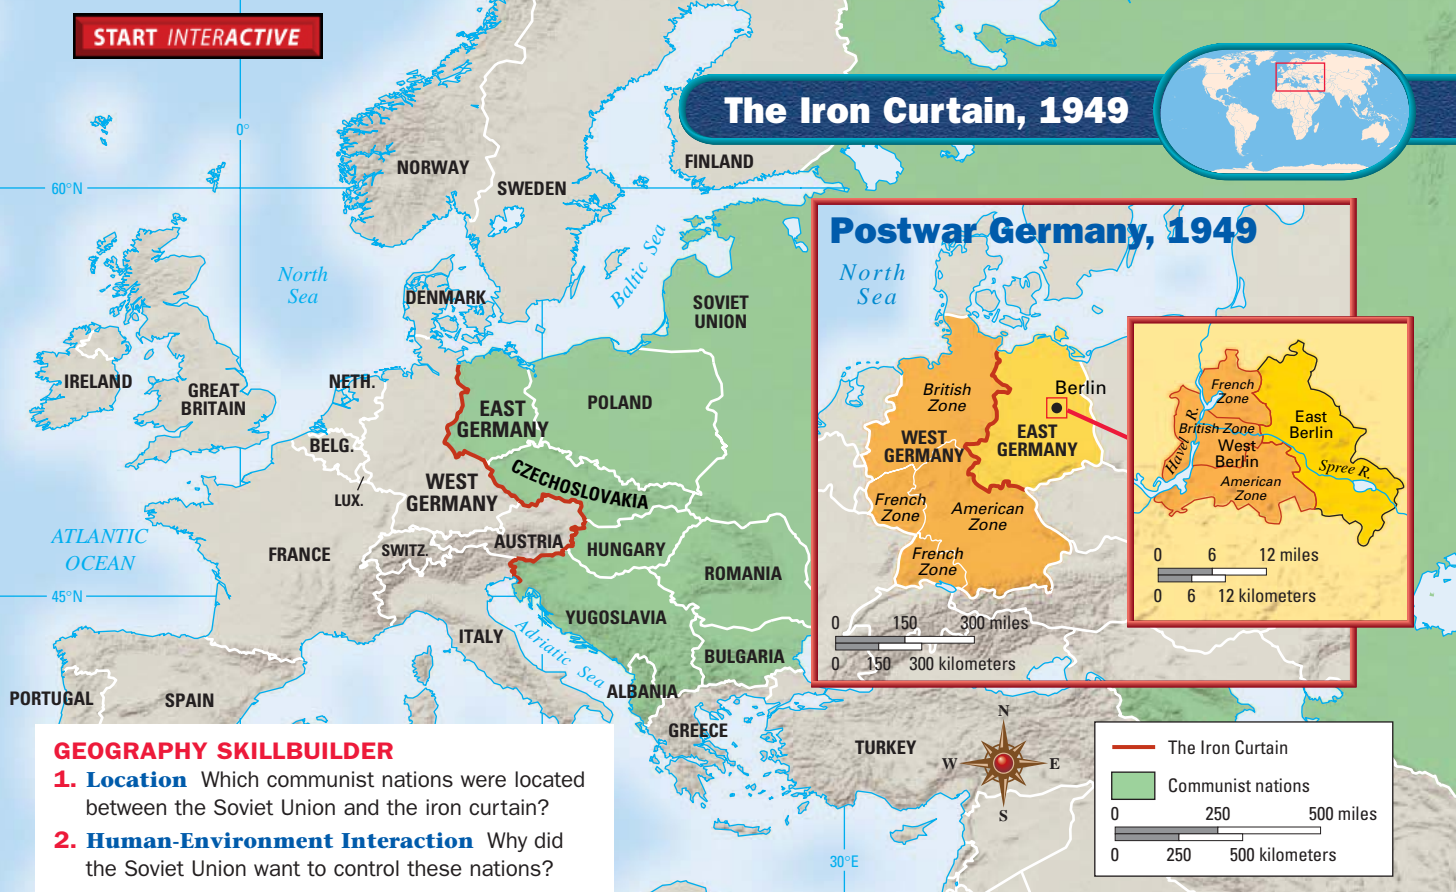 START INTERACTIVE
The Iron Curtain, 1949
0°
60°N
NORWAY
SWEDEN
FINLAND
North
Sea
Baltic Sea
DENMARK
SOVIET
UNION
IRELAND
GREAT
BRITAIN
NETH.
BELG.
LUX.
EAST
GERMANY
POLAND
WEST
GERMANY
CZECHOSLOVAKIA
ATLANTIC
OCEAN
FRANCE
SWITZ.
AUSTRIA
HUNGARY
ROMANIA
45°N
ITALY
YUGOSLAVIA
Adriatic Sea
BULGARIA
PORTUGAL
SPAIN
ALBANIA
GREECE
TURKEY
30°E
Postwar Germany, 1949
North
Sea
British
Zone
Berlin
WEST
GERMANY
EAST
GERMANY
French
Zone
American
Zone
French
Zone
0 150 300 miles
0 150 300 kilometers
French
Zone
East
Berlin
Havel R.
British Zone
West
Berlin
Spree R.
American
Zone
0 6 12 miles
0 6 12 kilometers
N
W E
S
The Iron Curtain
Communist nations
0 250 500 miles
0 250 500 kilometers
GEOGRAPHY SKILLBUILDER
1. Location Which communist nations were located
between the Soviet Union and the iron curtain?
2. Human-Environment Interaction Why did
the Soviet Union want to control these nations?